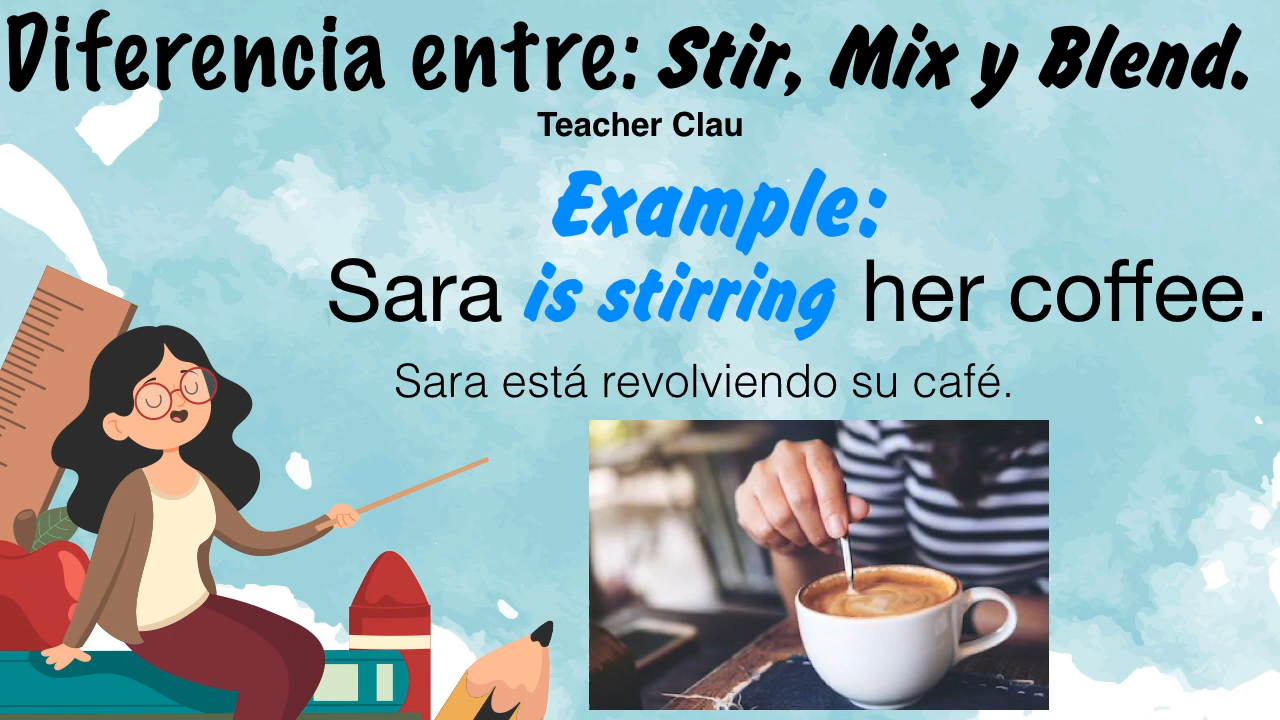 Diferencia entre: Stir, Mix y Blend.
Teacher Clau
Example:
Sara is stirring her coffee.
Sara está revolviendo su café.